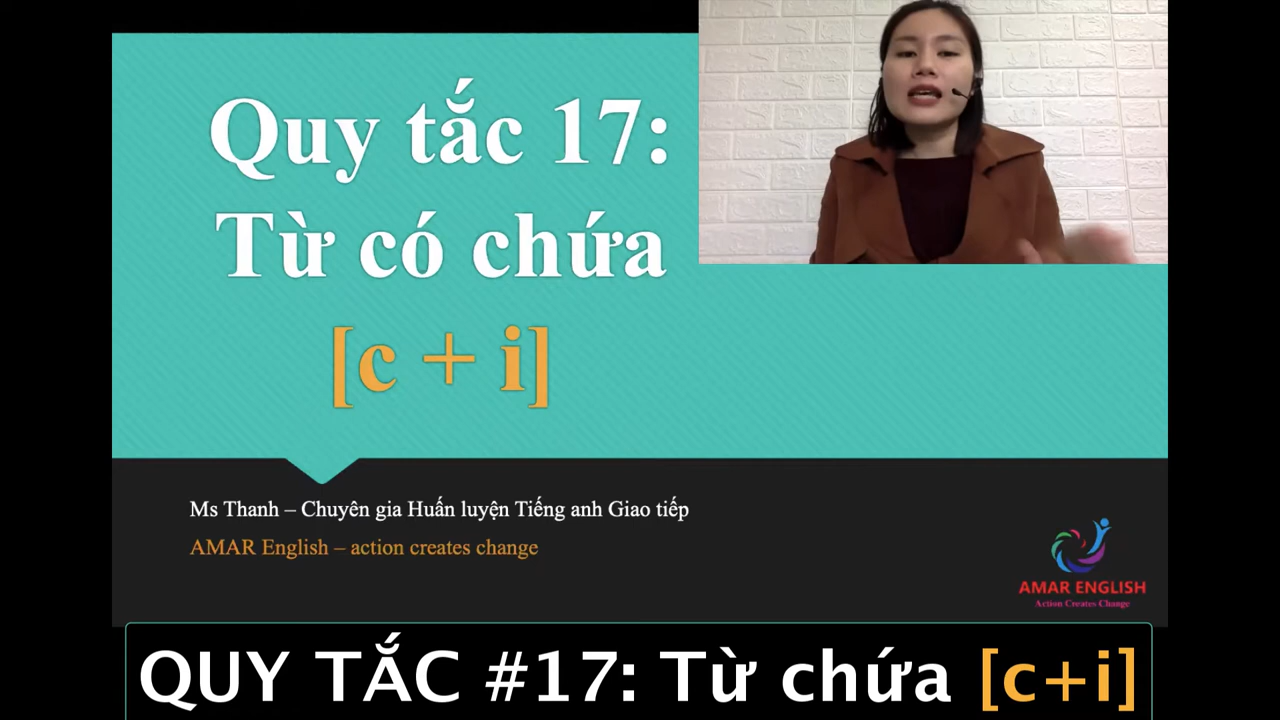 Quy tắc 17:
Từ có chứa
[c + i]
Ms Thanh – Chuyên gia Huấn luyện Tiếng anh Giao tiếp
AMAR English – action creates change
AMAR ENGLISH
Action Creates Change
QUY TẮC #17: Từ chứa [c+i]